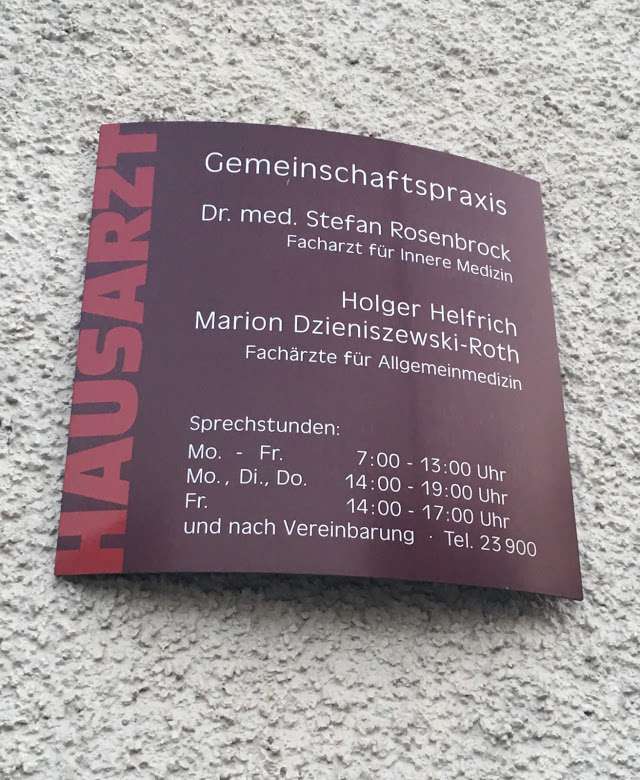 HAUSARZT
Gemeinschaftspraxis
Dr. med. Stefan Rosenbrock
Facharzt für Innere Medizin
Holger Helfrich
Marion Dzieniszewski-Roth
Fachärzte für Allgemeinmedizin
Sprechstunden:
Mo. - Fr. 7:00 - 13:00 Uhr
Mo., Di., Do. 14:00 - 19:00 Uhr
Fr. 14:00 - 17:00 Uhr
und nach Vereinbarung · Tel. 23 900